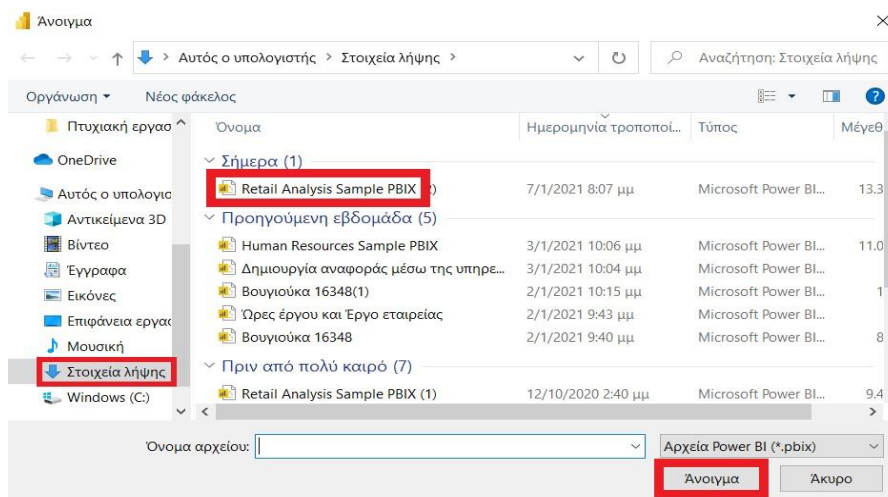 Άνοιγμα
Αυτός ο υπολογιστής > Στοιχεία λήψης >
Αναζήτηση: Στοιχεία λήψης
Οργάνωση
Νέος φάκελος
Πτυχιακή εργασ
OneDrive
Αυτός ο υπολογισ
Αντικείμενα 3D
Βίντεο
Έγγραφα
Εικόνες
Επιφάνεια εργασ
Μουσική
Στοιχεία λήψης
Windows (C:)
Όνομα Ημερομηνία τροποποί... Τύπος Μέγεθ
Σήμερα (1)
Retail Analysis Sample PBIX 2) 7/1/2021 8:07 μμ Microsoft Power BI... 13.3
Προηγούμενη εβδομάδα (5)
Human Resources Sample PBIX 3/1/2021 10:06 μμ Microsoft Power BI... 11.0
Δημιουργία αναφοράς μέσω της υπηρε... 3/1/2021 10:04 μμ Microsoft Power BI...
Βουγιούκα 16348(1) 2/1/2021 10:15 μμ Microsoft Power BI... 1
Ώρες έργου και Έργο εταιρείας 2/1/2021 9:43 μμ Microsoft Power BI...
Βουγιούκα 16348 2/1/2021 9:40 μμ Microsoft Power BI... 8
Πριν από πολύ καιρό (7)
Retail Analysis Sample PBIX (1) 12/10/2020 2:40 μμ Microsoft Power BI... 9.4
Όνομα αρχείου:
Αρχεία Power BI (*.pbix)
Άνοιγμα
Άκυρο